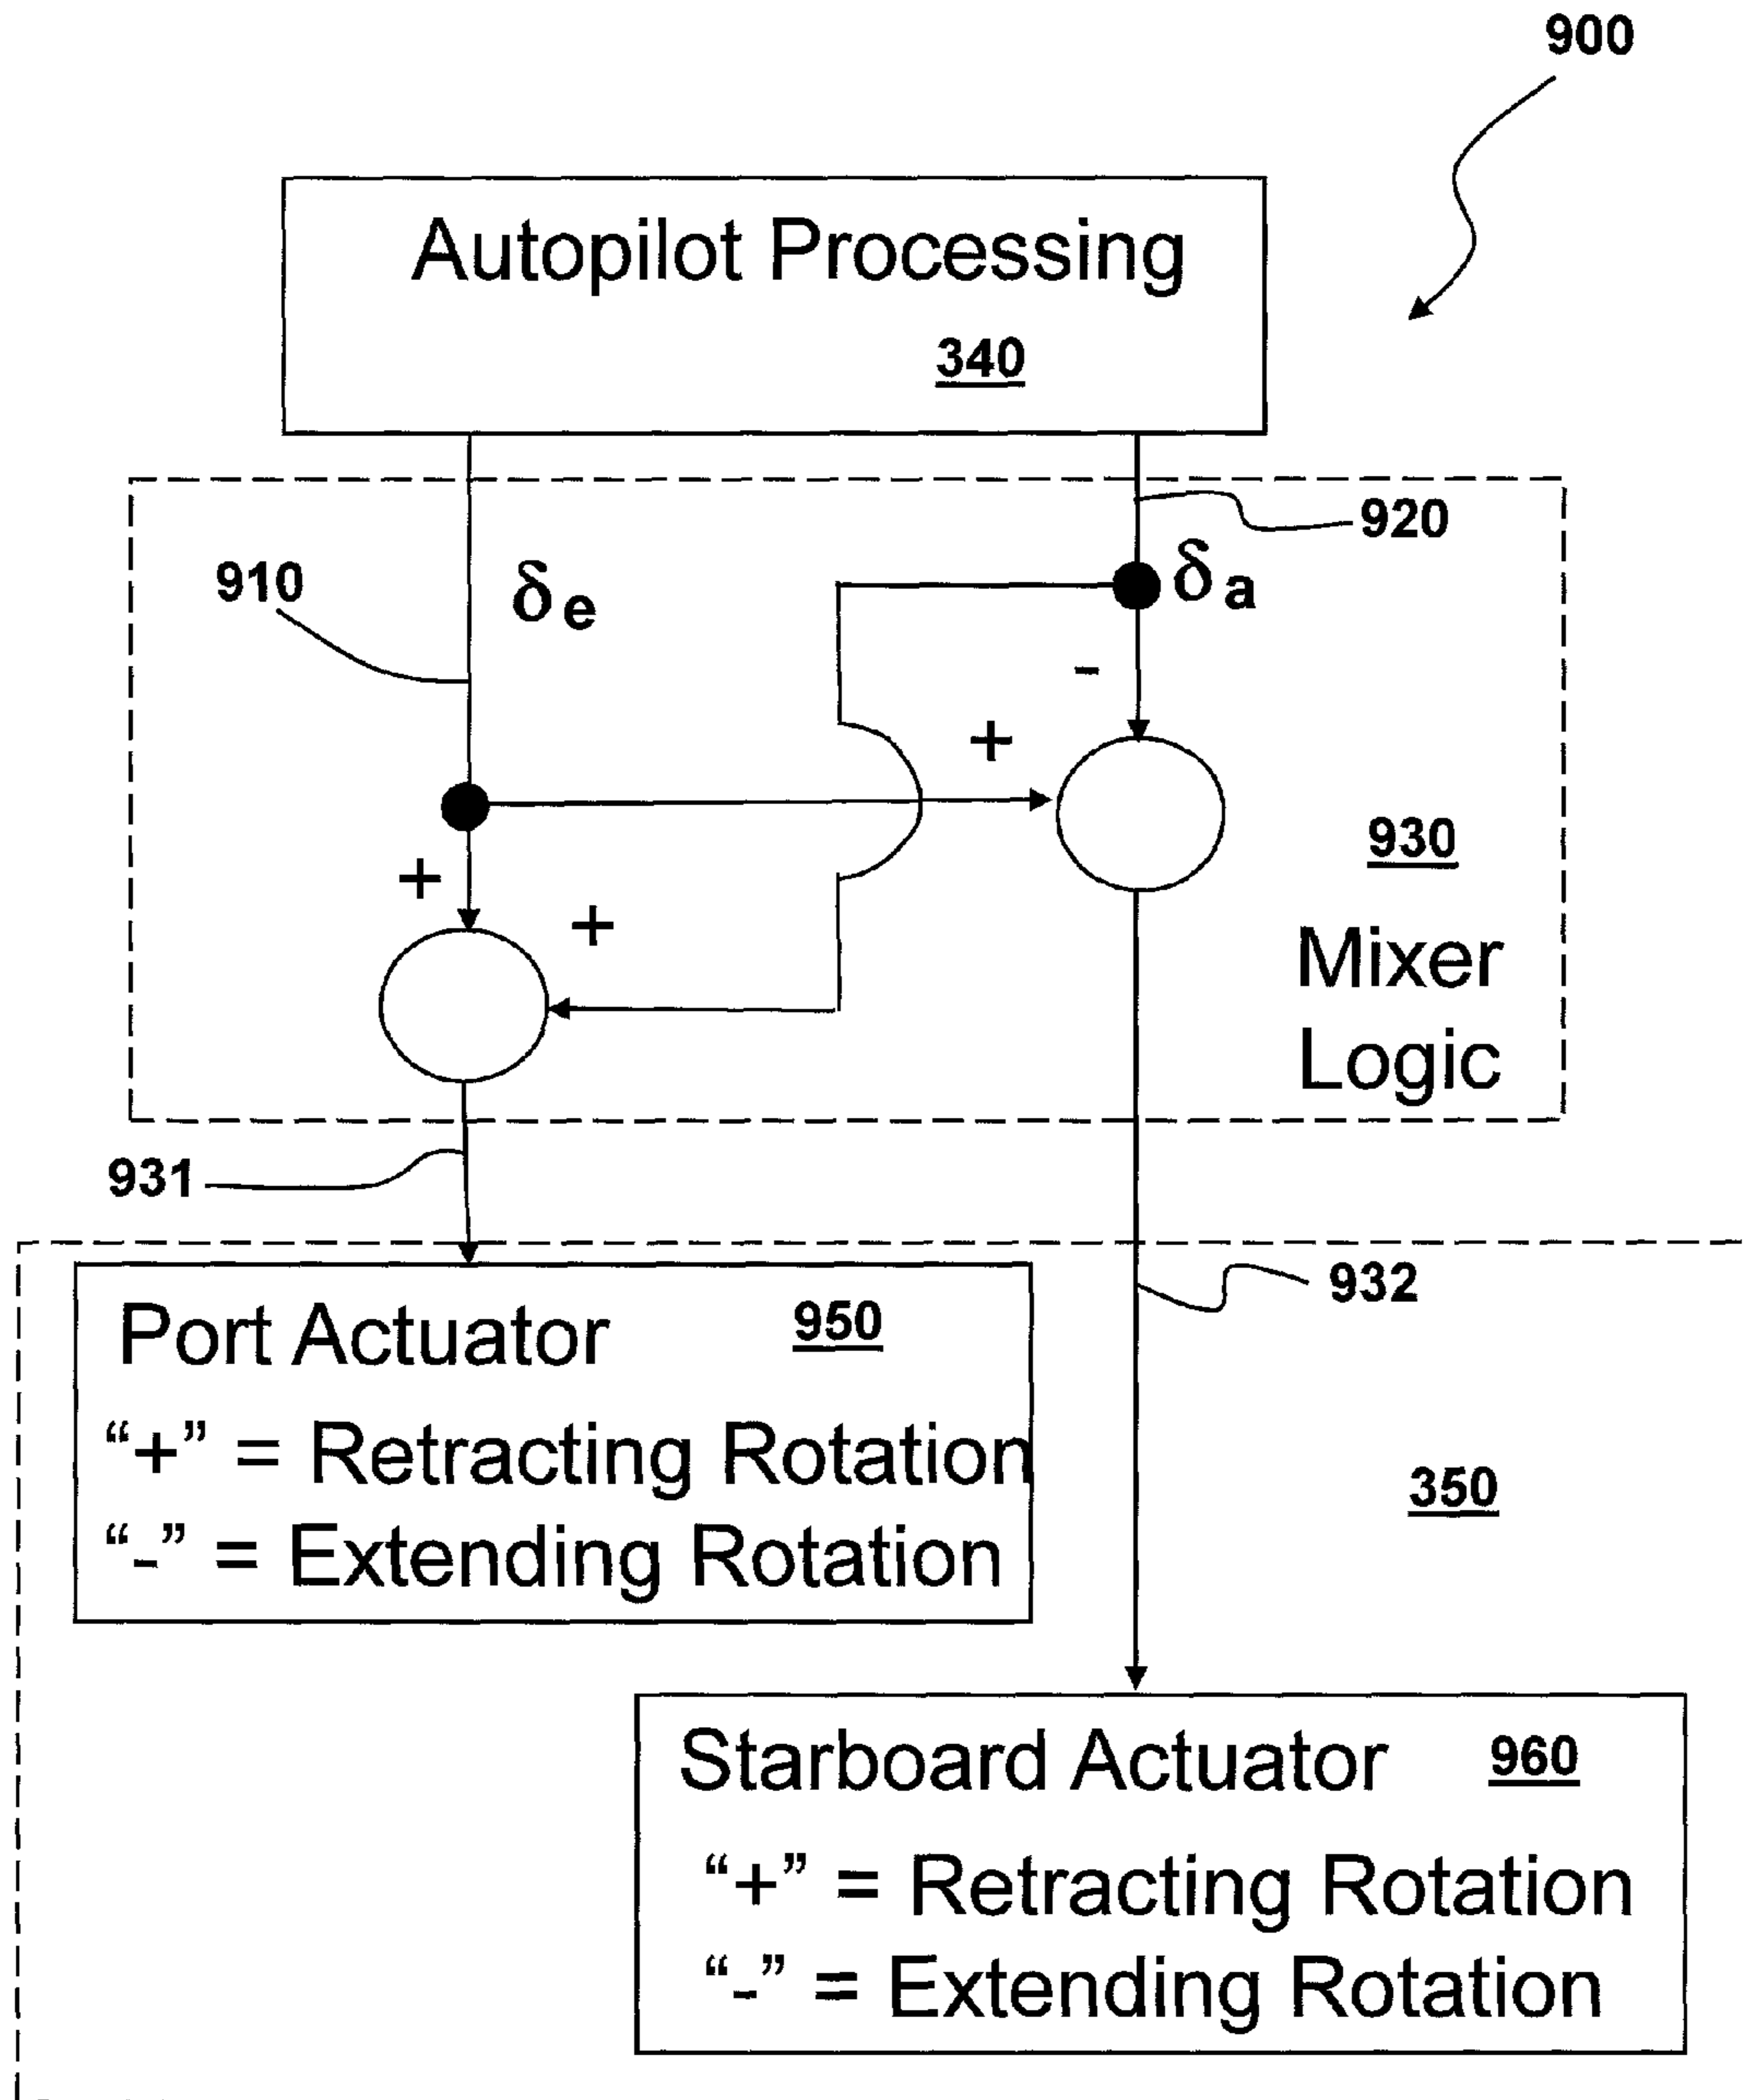 900
Autopilot Processing
340
920
910
δe
δa
-
+
930
+
+
Mixer
Logic
931
932
Port Actuator 950
“+” = Retracting Rotation
“-” = Extending Rotation
350
Starboard Actuator 960
“+” = Retracting Rotation
“-” = Extending Rotation